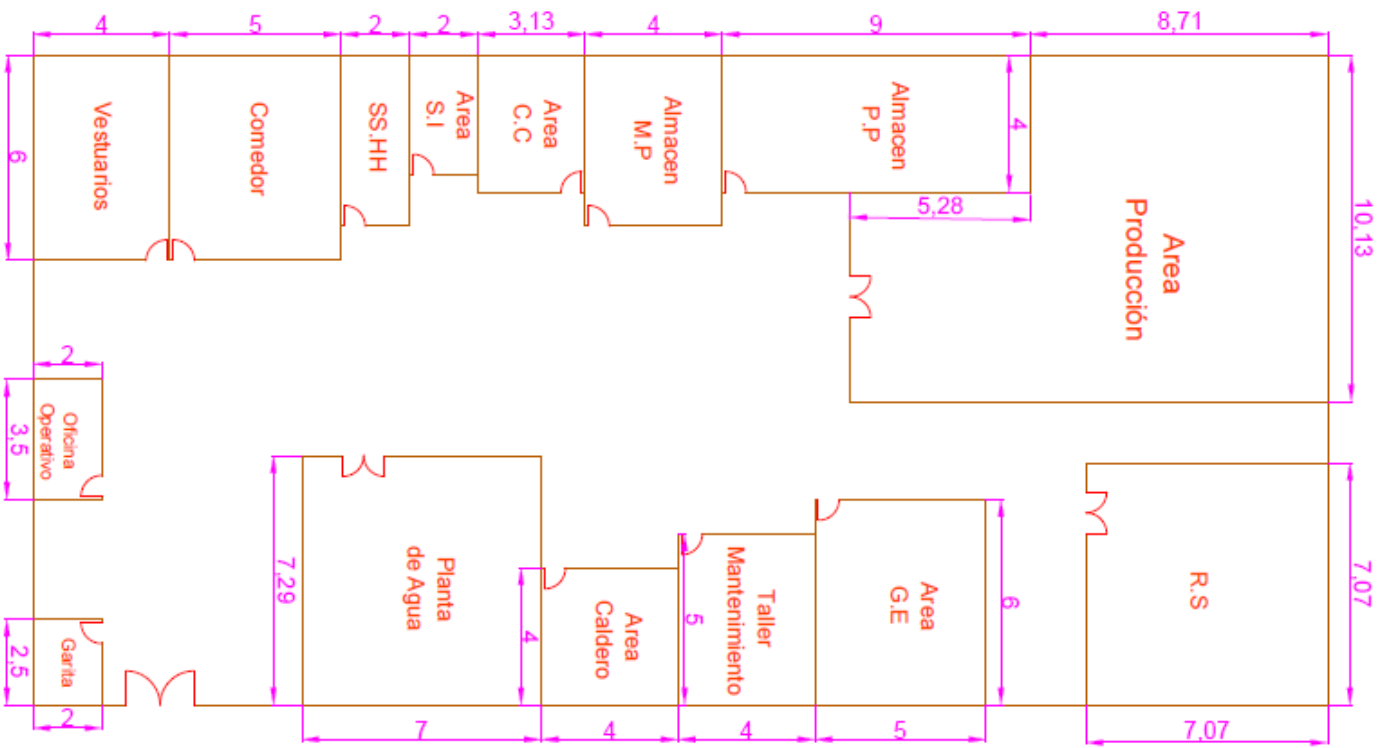 4
5
2
2
3,13
4
9
8,71
6
Vestuarios
Comedor
SS.HH
Area
S.I
Area
C.C
Almacen
M.P
Almacen
P.P
4
5,28
Area
Producción
10,13
2
3,5
Oficina
Operativo
7,29
Planta
de Agua
4
Area
Caldero
5
Taller
Mantenimiento
Area
G.E
6
R.S
7,07
2,5
Garita
2
7
4
4
5
7,07